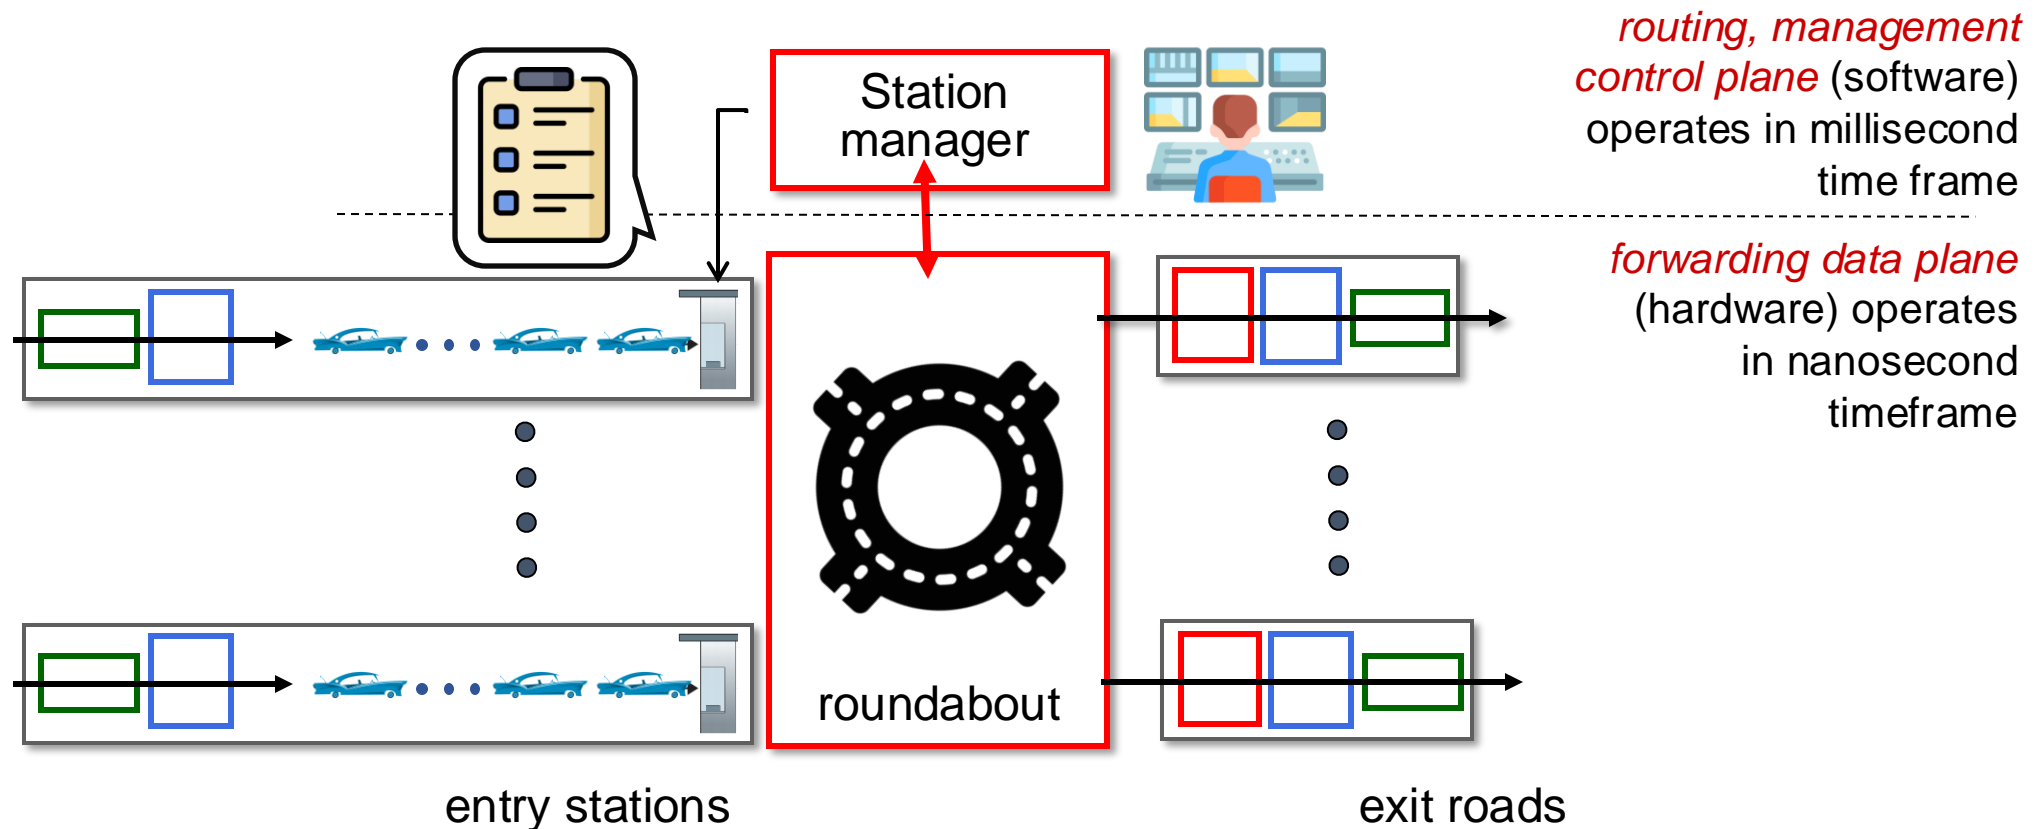 Station
manager
routing, management
control plane (software)
operates in millisecond
time frame
forwarding data plane
(hardware) operates
in nanosecond
timeframe
roundabout
entry stations
exit roads